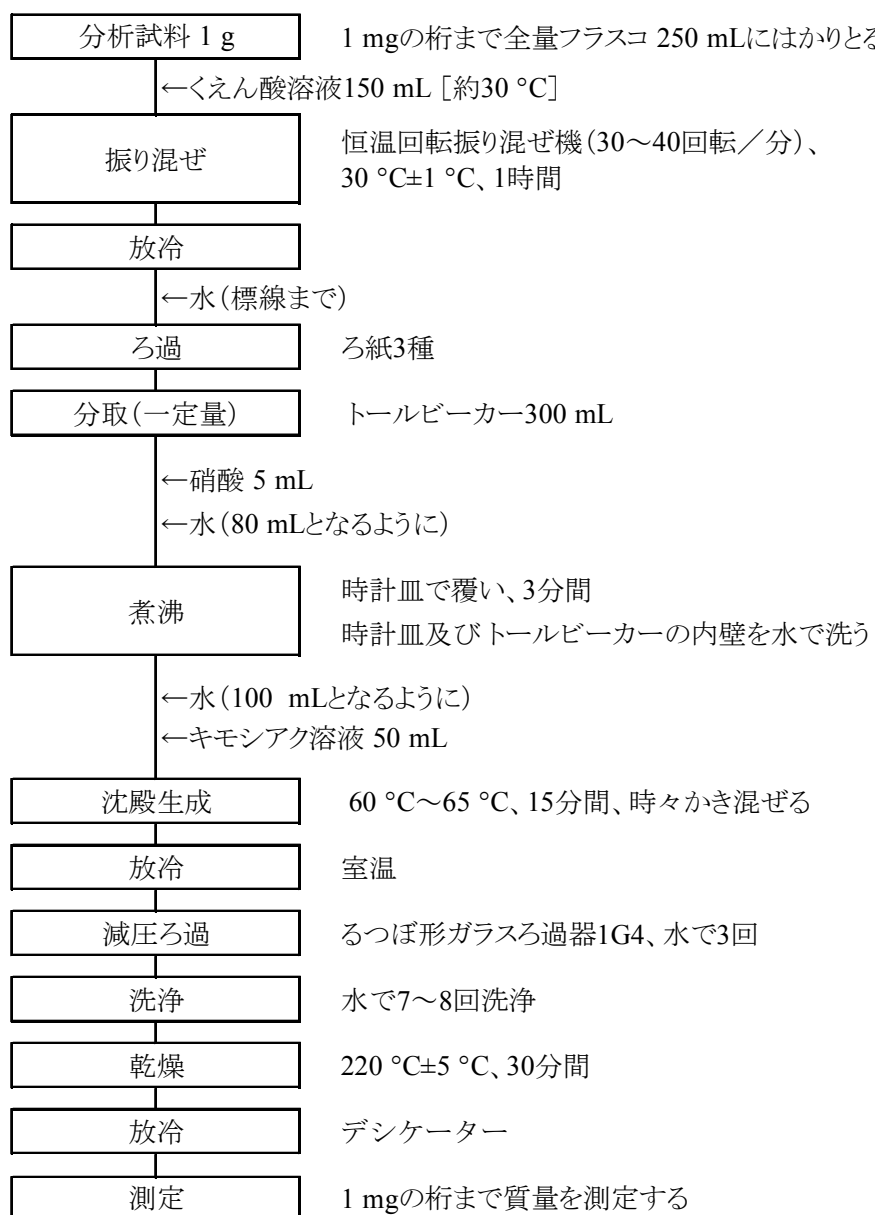 分析試料 1 g　1 mgの桁まで全量フラスコ 250 mLにはかりとる
←くえん酸溶液150 mL [約30 °C]
振り混ぜ　恒温回転振り混ぜ機(30～40回転／分)、
30 °C±1 °C、1時間
放冷
←水(標線まで)
ろ過　ろ紙3種
分取(一定量)　トールビーカー300 mL
←硝酸 5 mL
←水(80 mLとなるように)
煮沸　時計皿で覆い、3分間
時計皿及びトールビーカーの内壁を水で洗う
←水(100 mLとなるように)
←キモシアク溶液 50 mL
沈殿生成　60 °C～65 °C、15分間、時々かき混ぜる
放冷　室温
減圧ろ過　るつぼ形ガラスろ過器1G4、水で3回
洗浄　水で7～8回洗浄
乾燥　220 °C±5 °C、30分間
放冷　デシケーター
測定　1 mgの桁まで質量を測定する